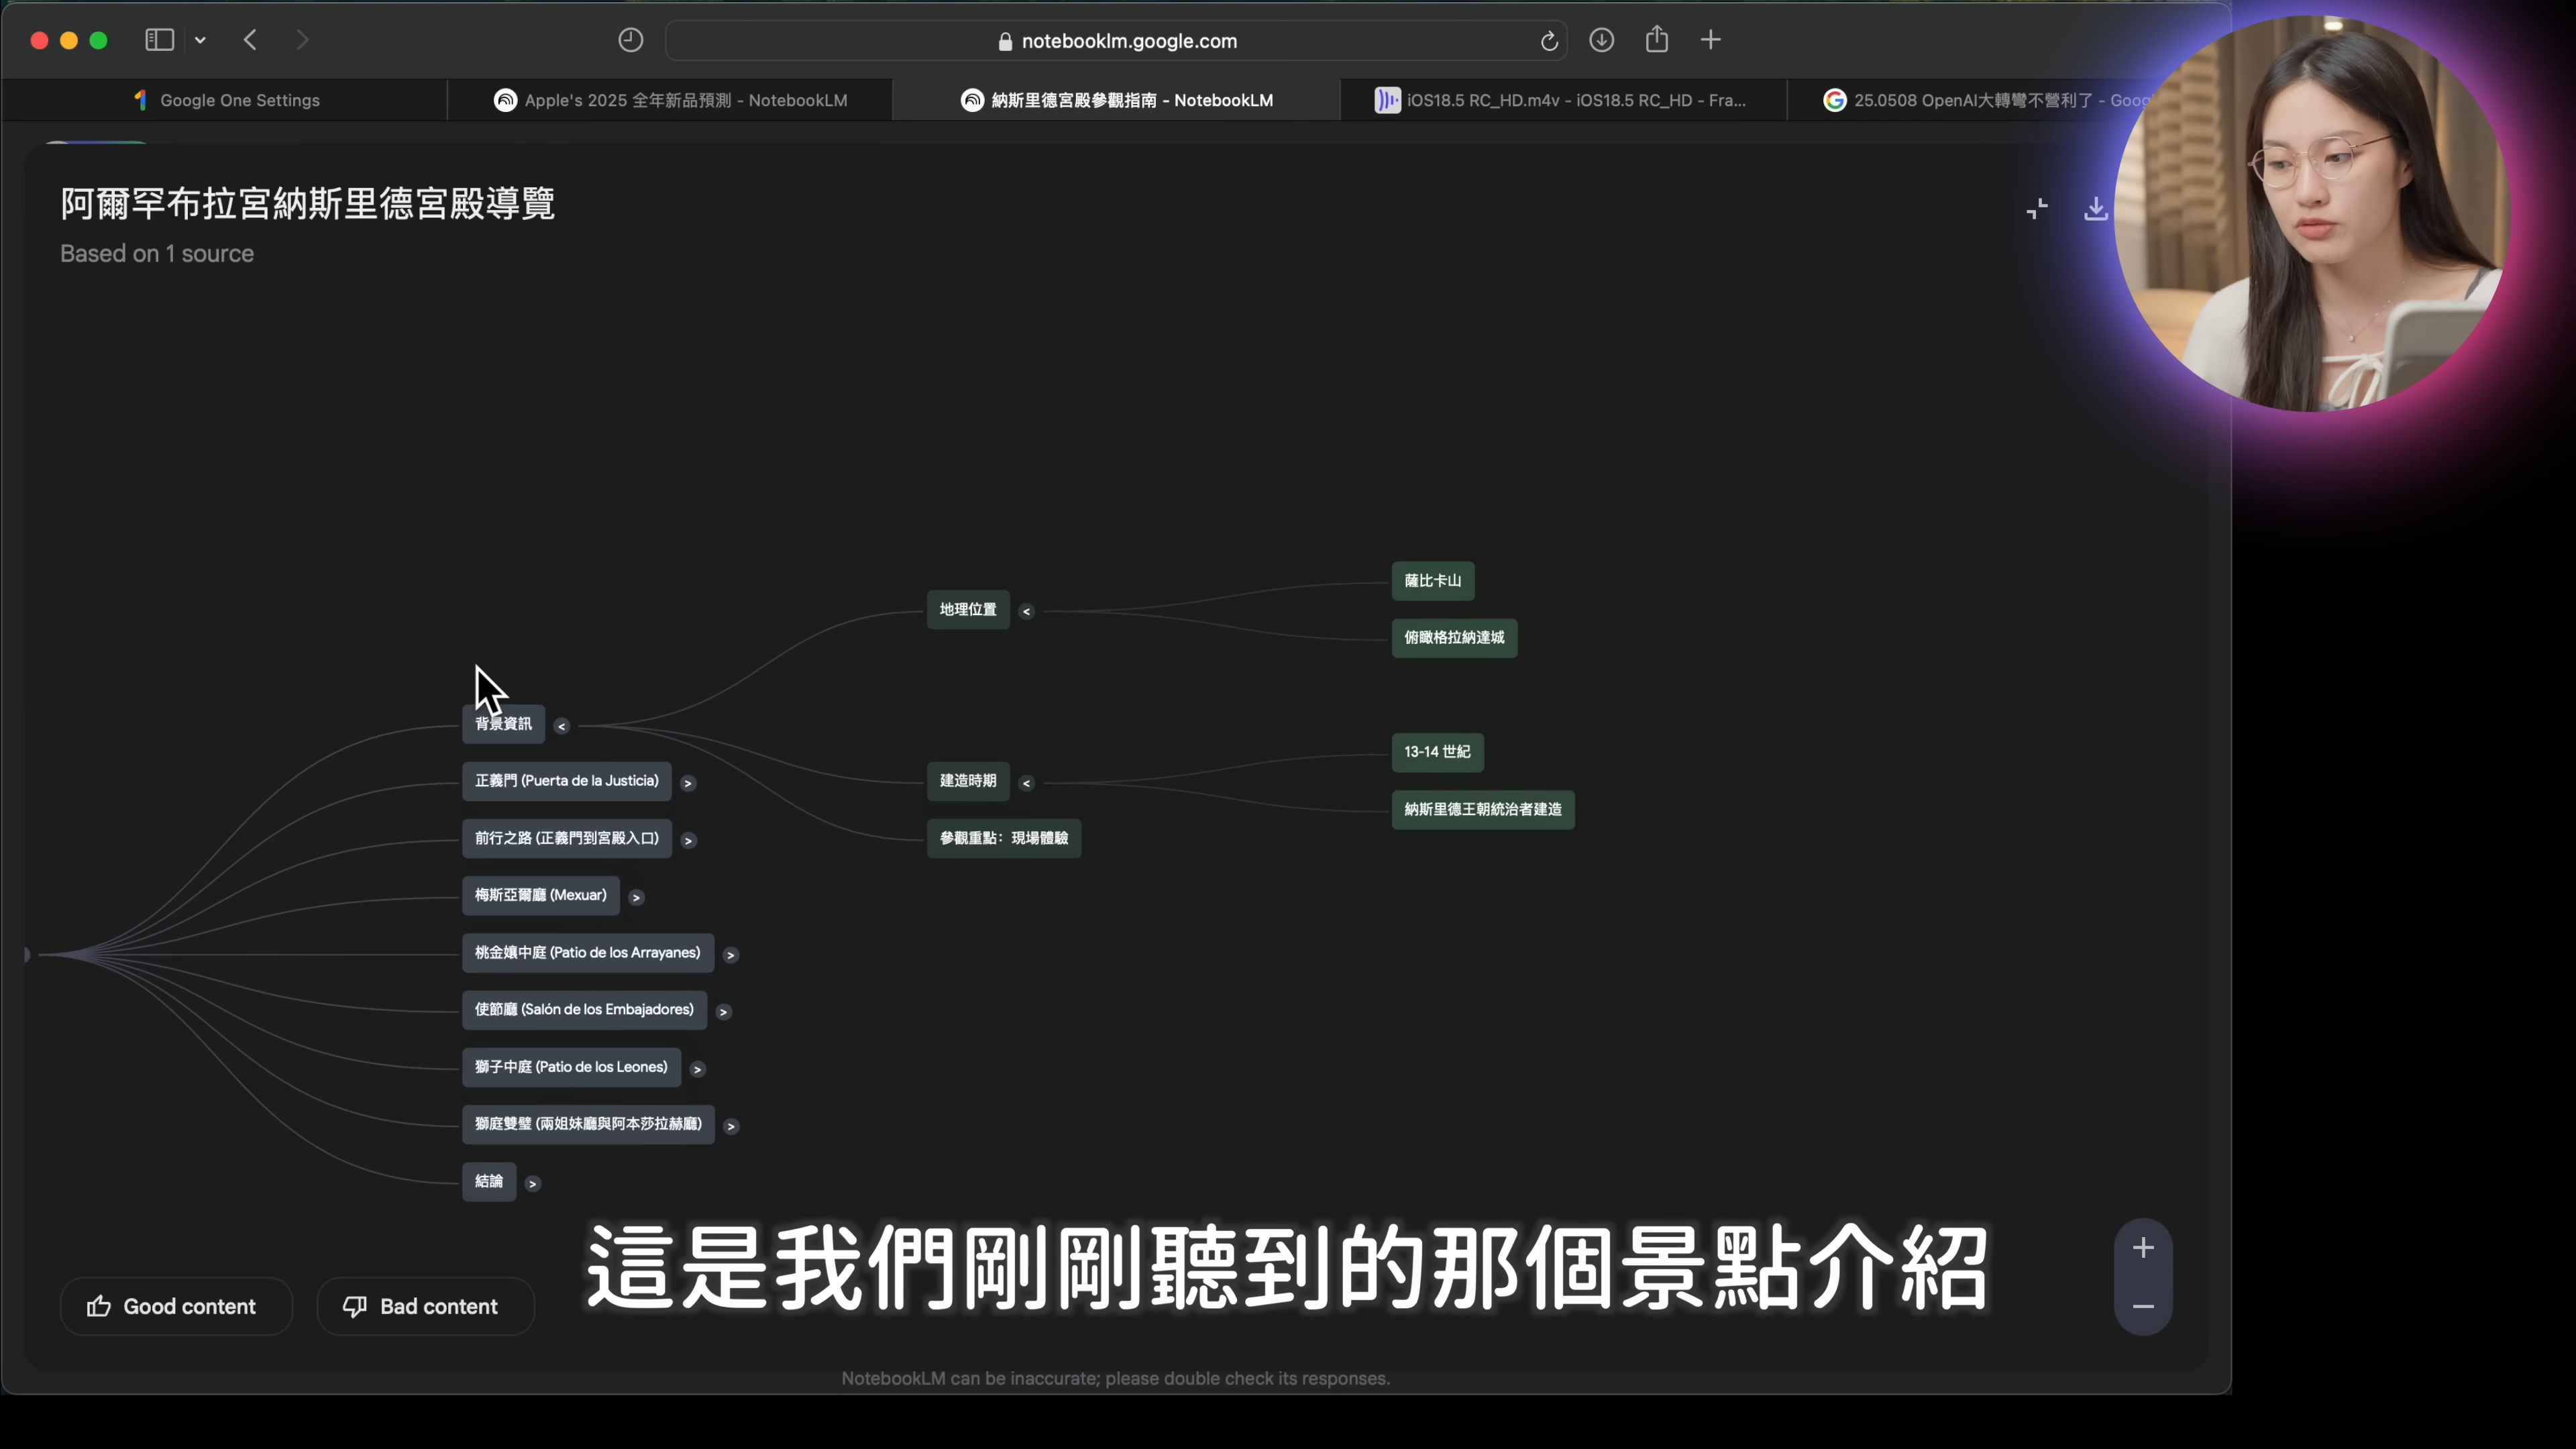 notebooklm.google.com
Google One Settings
Apple's 2025 全年新品預測 - NotebookLM
納斯里德宮殿參觀指南 - NotebookLM
iOS18.5 RC_HD.m4v - iOS18.5 RC_HD - Fra...
25.0508 OpenAI大轉彎不營利了 - Goog
阿爾罕布拉宮納斯里德宮殿導覽
Based on 1 source
薩比卡山
地理位置
俯瞰格拉納達城
背景資訊
13-14 世紀
正義門 (Puerta de la Justicia)
建造時期
納斯里德王朝統治者建造
前行之路 (正義門到宮殿入口)
參觀重點：現場體驗
梅斯亞爾廳 (Mexuar)
桃金孃中庭 (Patio de los Arrayanes)
使節廳 (Salón de los Embajadores)
獅子中庭 (Patio de los Leones)
獅庭雙璧 (兩姐妹廳與阿本莎拉赫廳)
結論
這是我們剛剛聽到的那個景點介紹
Good content
Bad content
NotebookLM can be inaccurate; please double check its responses.